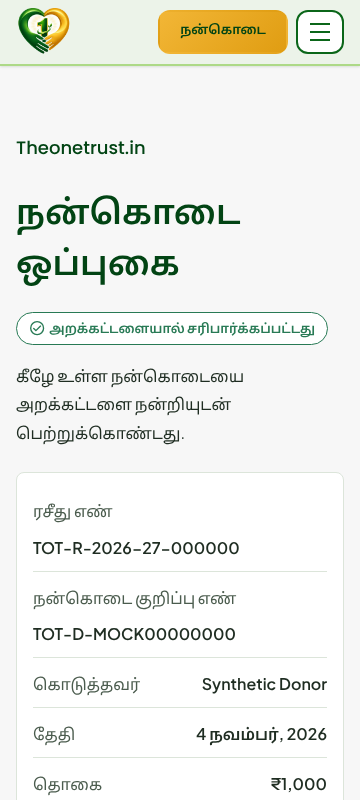 நன்கொடை
Theonetrust.in
நன்கொடை
ஒப்புகை
அறக்கட்டளையால் சரிபார்க்கப்பட்டது
கீழே உள்ள நன்கொடையை
அறக்கட்டளை நன்றியுடன்
பெற்றுக்கொண்டது.
ரசீது எண்
TOT-R-2026-27-000000
நன்கொடை குறிப்பு எண்
TOT-D-MOCK00000000
கொடுத்தவர் Synthetic Donor
தேதி 4 நவம்பர், 2026
தொகை ₹1,000